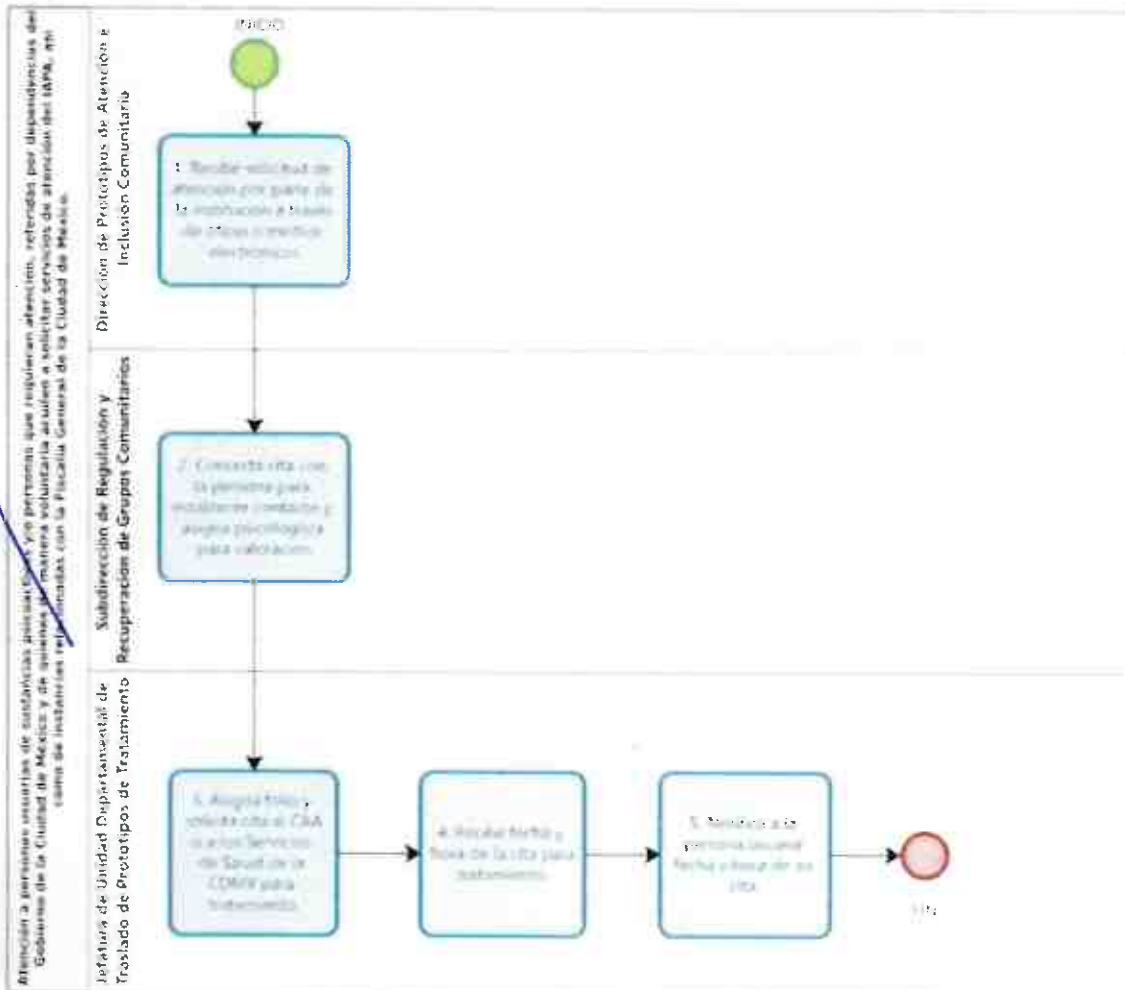 Atención a personas usuarias de sustancias psicoactivas y/o personas que requieran atención, referidas por dependencias del
Gobierno de la Ciudad de México y de quienes de manera voluntaria acuden a solicitar servicios de atención del IAPA, así
como de instancias relacionadas con la Fiscalía General de la Ciudad de México.
Dirección de Prototipos de Atención e
Inclusión Comunitaria
INICIO
1. Recibe solicitud de
atención por parte de
la institución a través
de oficio o medios
electrónicos
Subdirección de Regulación y
Recuperación de Grupos Comunitarios
2. Concerta cita con
la persona para
establecer contacto y
asigna psicólogo/a
para valoración
Jefatura de Unidad Departamental de
Traslado de Prototipos de Tratamiento
3. Asigna folio y
solicita cita al CAA
o a los Servicios
de Salud de la
CDMX para
tratamiento
4. Recibe fecha y
hora de la cita para
tratamiento
5. Notifica a la
persona usuaria
fecha y hora de su
cita
FIN